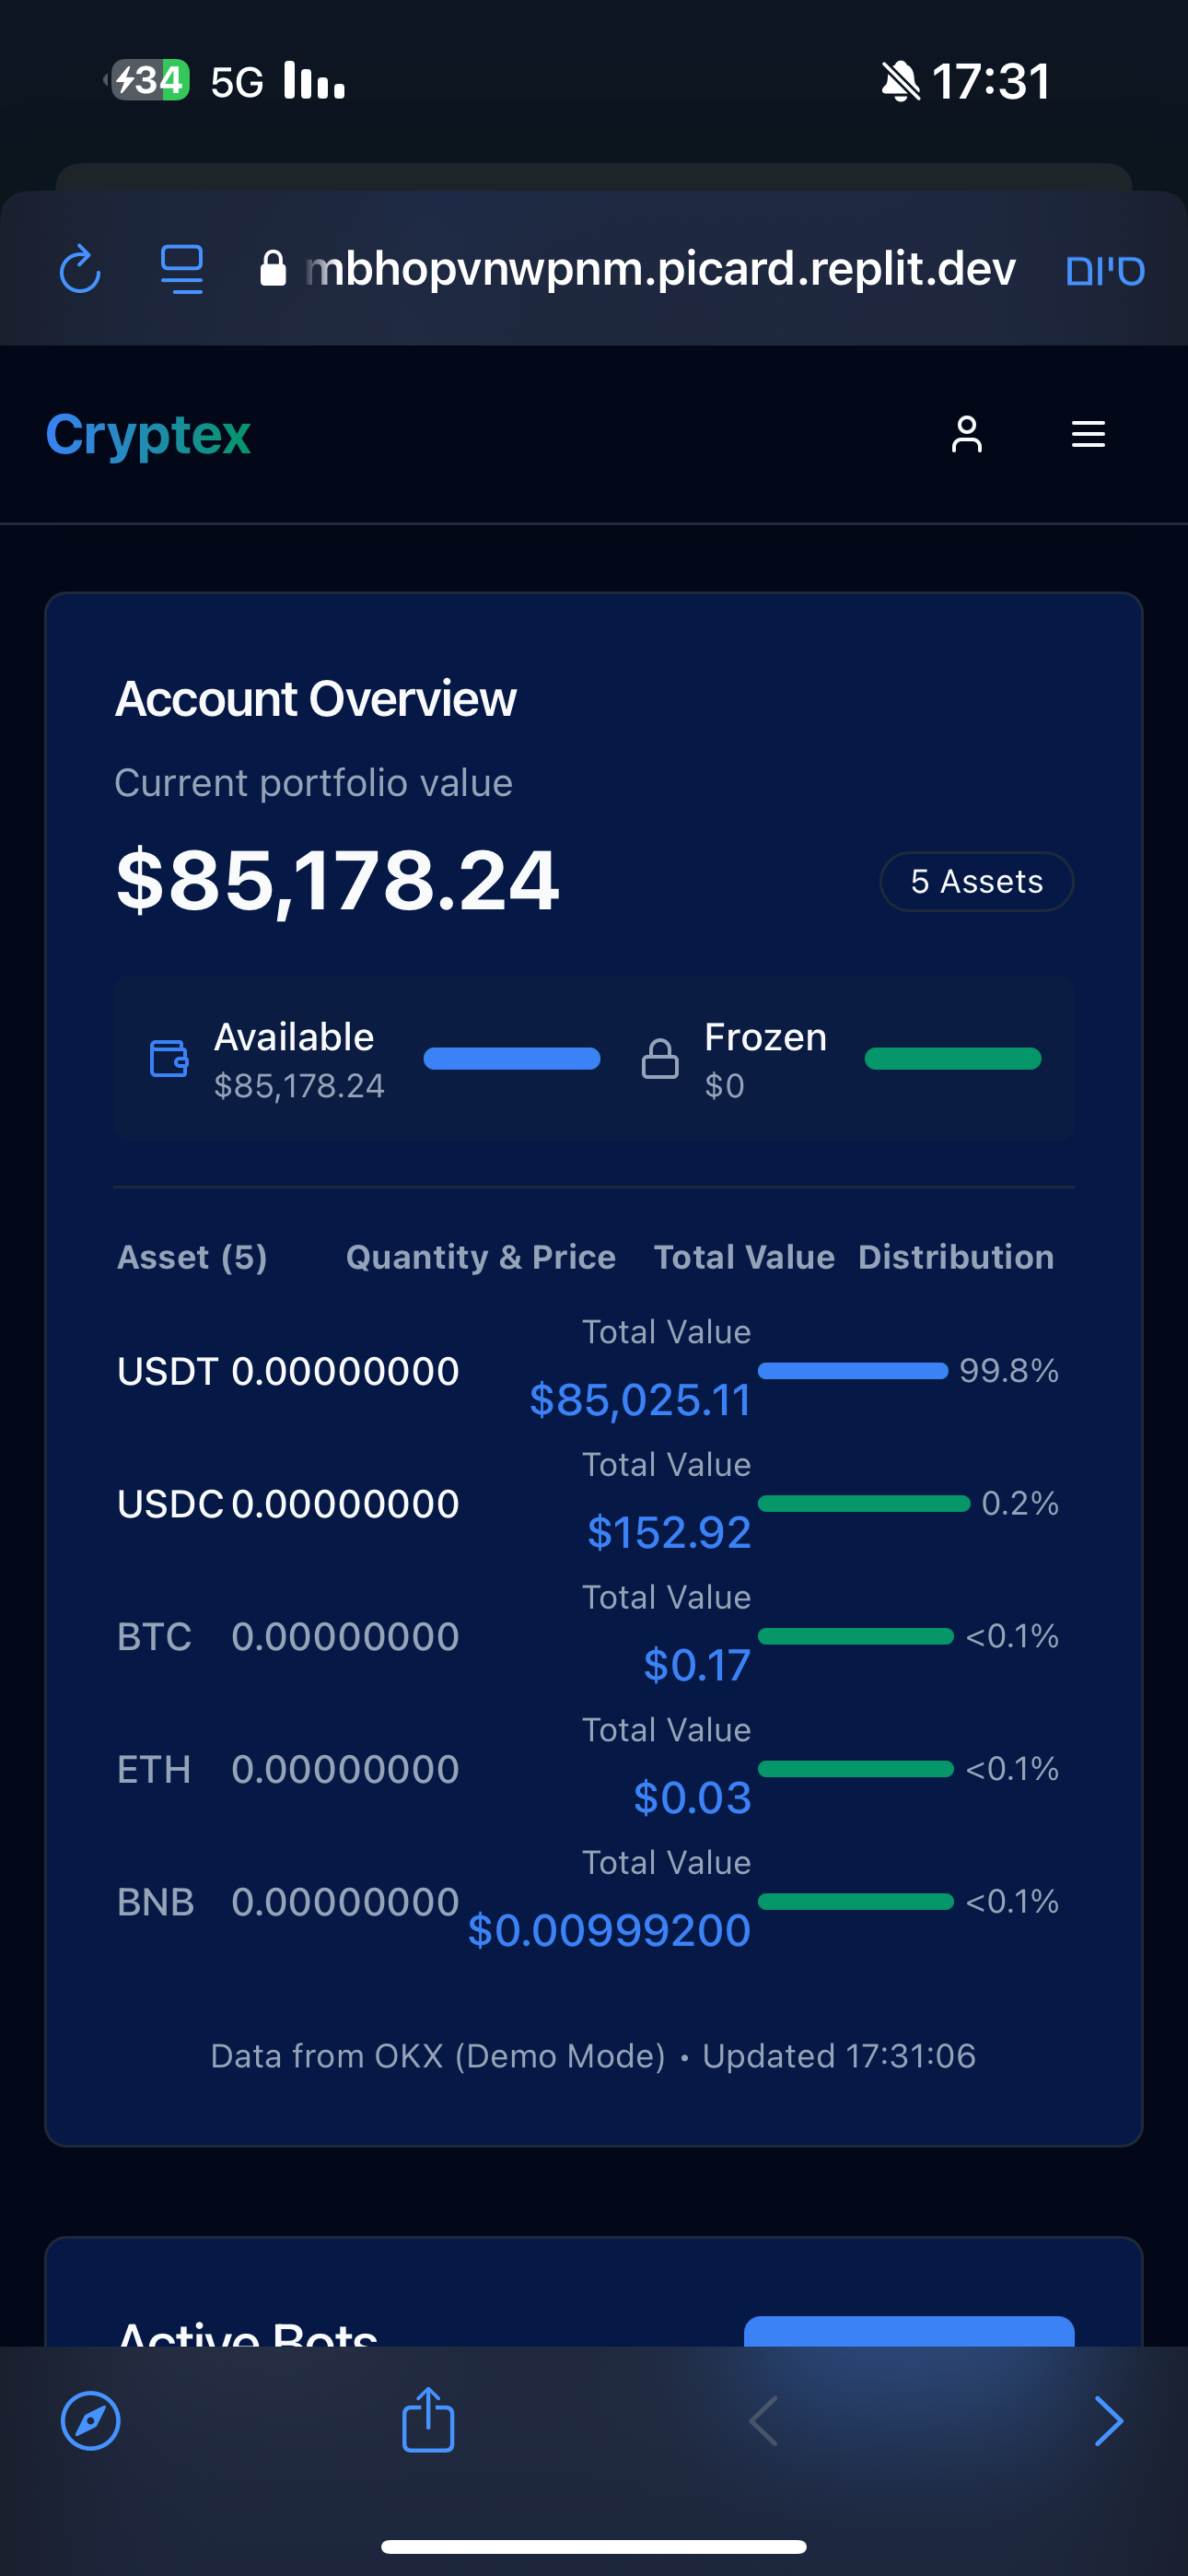 34 5G 17:31
mbhopvnwpnm.picard.replit.dev סיום
Cryptex
Account Overview
Current portfolio value
$85,178.24 5 Assets
Available Frozen
$85,178.24 $0
Asset (5) Quantity & Price Total Value Distribution
Total Value
USDT 0.00000000 99.8%
$85,025.11
Total Value
USDC 0.00000000 0.2%
$152.92
Total Value
BTC 0.00000000 <0.1%
$0.17
Total Value
ETH 0.00000000 <0.1%
$0.03
Total Value
BNB 0.00000000 <0.1%
$0.00999200
Data from OKX (Demo Mode) • Updated 17:31:06
Active Bots